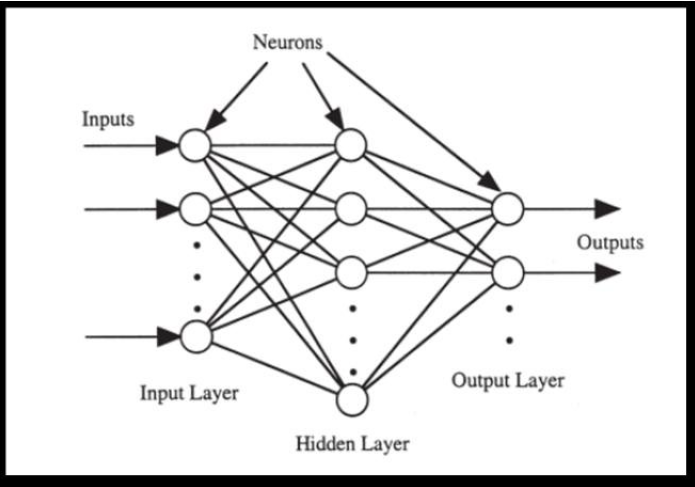 Neurons
Inputs
Outputs
Input Layer
Output Layer
Hidden Layer